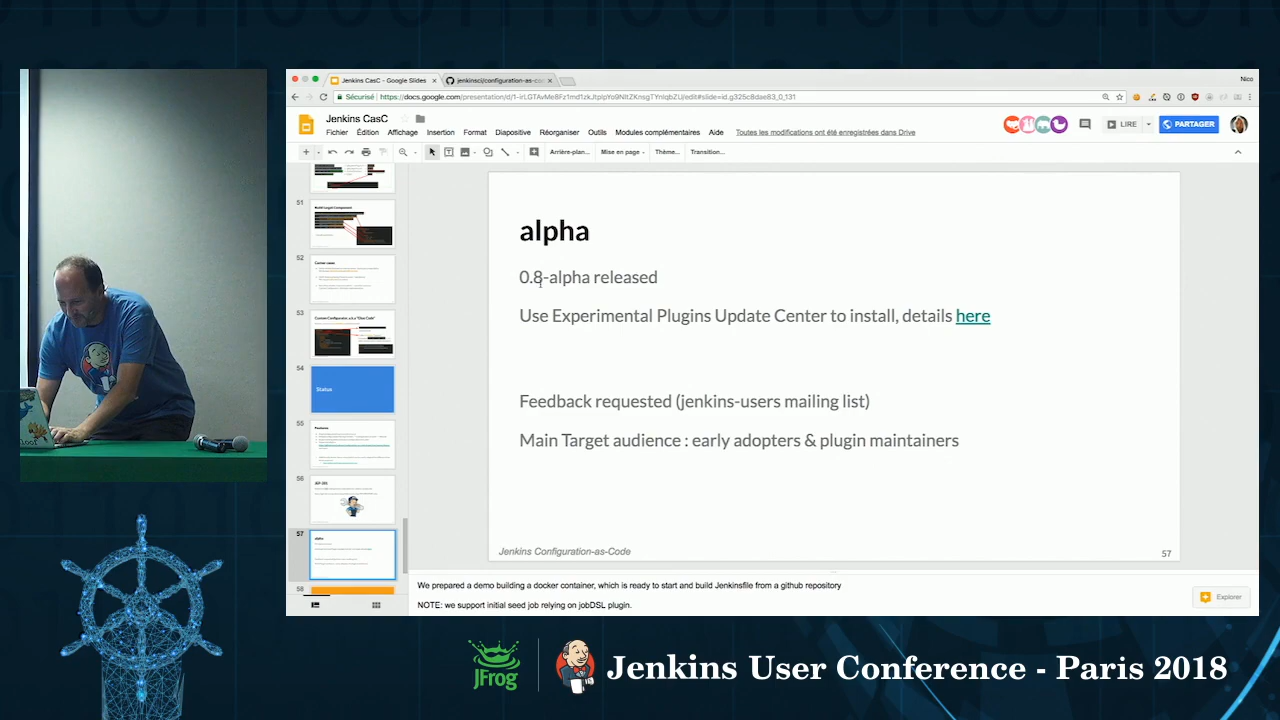 Jenkins CasC - Google Slides
jenkinsci/configuration-as-co
Nico
Sécurisé
Jenkins CasC
Fichier Édition Affichage Insertion Format Diapositive Réorganiser Outils Modules complémentaires Aide Toutes les modifications ont été enregistrées dans Drive
LIRE
PARTAGER
Arrière-plan... Mise en page Thème... Transition...
51
52
Corner cases
53
54
Status
55
Features
56
57
alpha
58
alpha
0.8-alpha released
Use Experimental Plugins Update Center to install, details here
Feedback requested (jenkins-users mailing list)
Main Target audience : early adopters & plugin maintainers
Jenkins Configuration-as-Code
57
We prepared a demo building a docker container, which is ready to start and build Jenkinsfile from a github repository
NOTE: we support initial seed job relying on jobDSL plugin.
Explorer
JFrog
Jenkins User Conference - Paris 2018